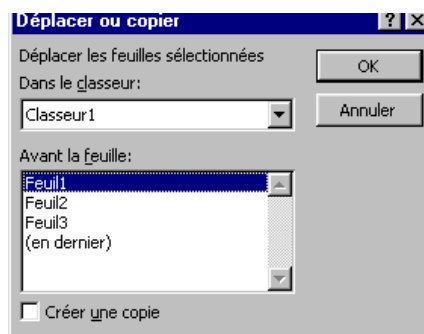 Déplacer ou copier
Déplacer les feuilles sélectionnées
Dans le classeur:
Classeur1
OK
Annuler
Avant la feuille:
Feuil1
Feuil2
Feuil3
(en dernier)
Créer une copie